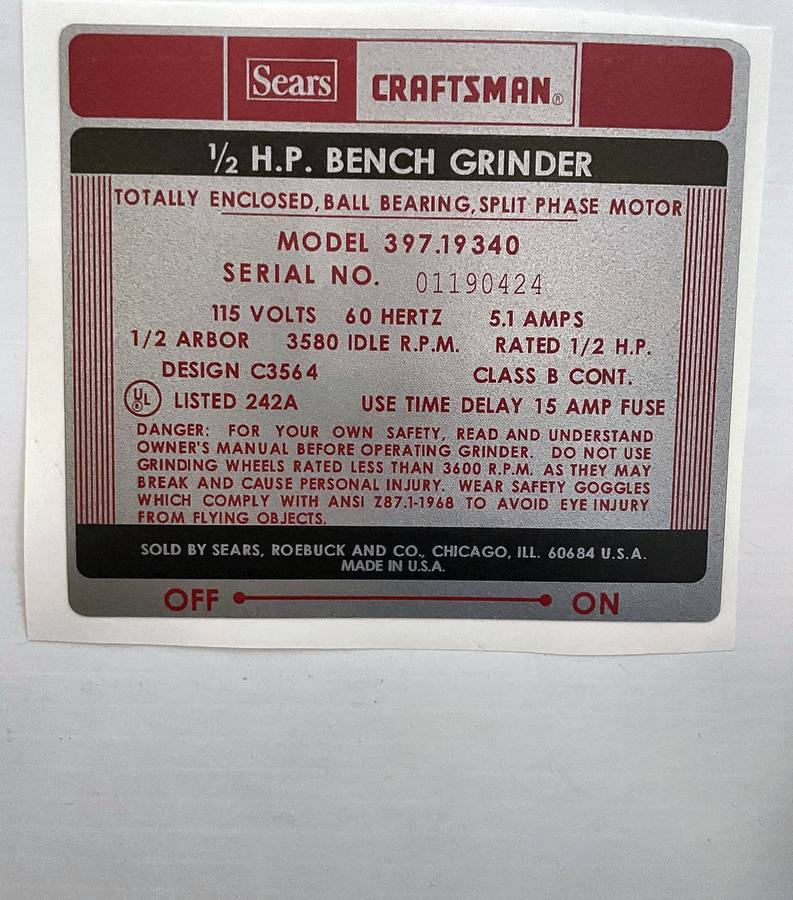 Sears CRAFTSMAN®
½ H.P. BENCH GRINDER
TOTALLY ENCLOSED, BALL BEARING, SPLIT PHASE MOTOR
MODEL 397.19340
SERIAL NO. 01190424
115 VOLTS 60 HERTZ 5.1 AMPS
1/2 ARBOR 3580 IDLE R.P.M. RATED 1/2 H.P.
DESIGN C3564 CLASS B CONT.
UL ® LISTED 242A USE TIME DELAY 15 AMP FUSE
DANGER: FOR YOUR OWN SAFETY, READ AND UNDERSTAND
OWNER'S MANUAL BEFORE OPERATING GRINDER. DO NOT USE
GRINDING WHEELS RATED LESS THAN 3600 R.P.M. AS THEY MAY
BREAK AND CAUSE PERSONAL INJURY. WEAR SAFETY GOGGLES
WHICH COMPLY WITH ANSI Z87.1-1968 TO AVOID EYE INJURY
FROM FLYING OBJECTS.
SOLD BY SEARS, ROEBUCK AND CO., CHICAGO, ILL. 60684 U.S.A.
MADE IN U.S.A.
OFF ON